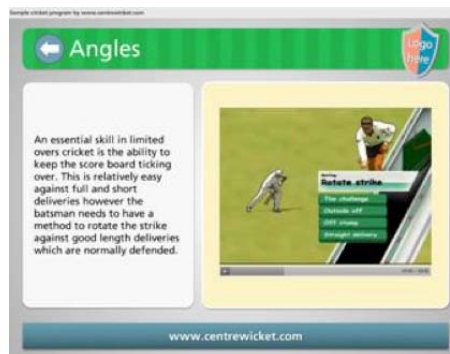 Sample cricket program by www.centrewicket.com
Angles
Logo
here
An essential skill in limited
overs cricket is the ability to
keep the score board ticking
over. This is relatively easy
against full and short
deliveries however the
batsman needs to have a
method to rotate the strike
against good length deliveries
which are normally defended.
Rotate strike
The challenge
Outside off
Off stump
Straight delivery
www.centrewicket.com